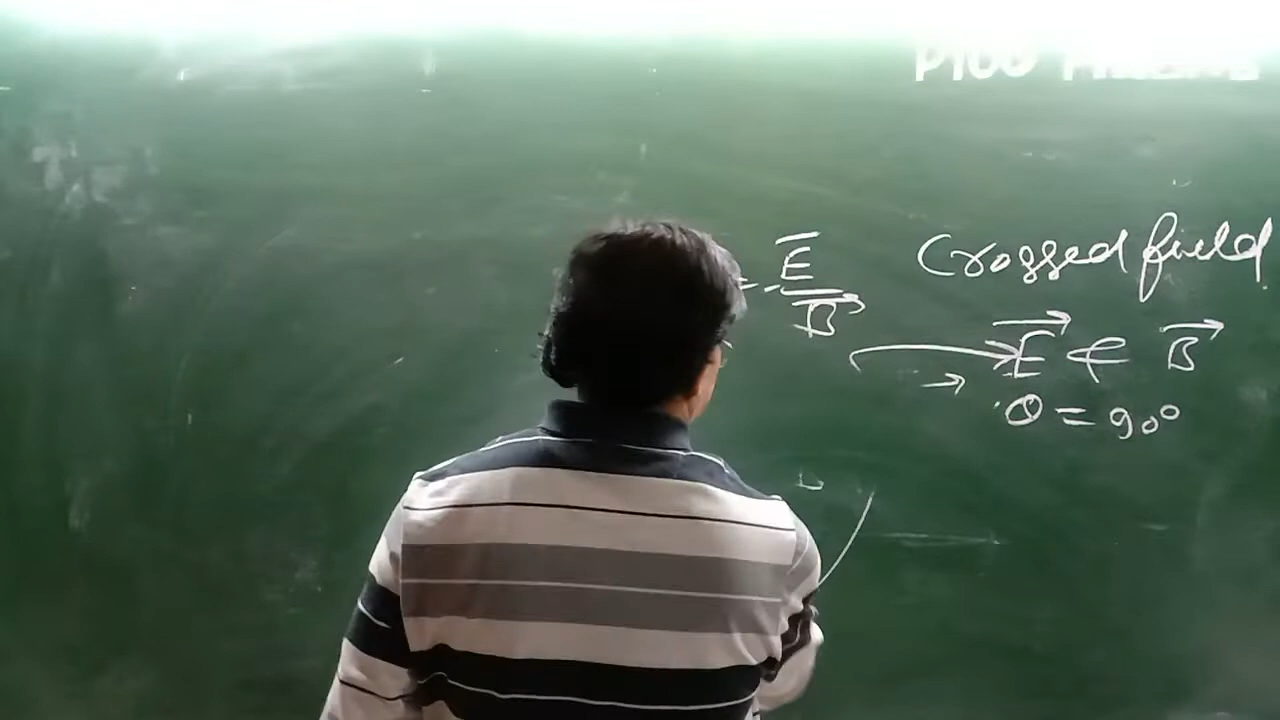 = E / B
Crossed field
E & B
θ = 90°